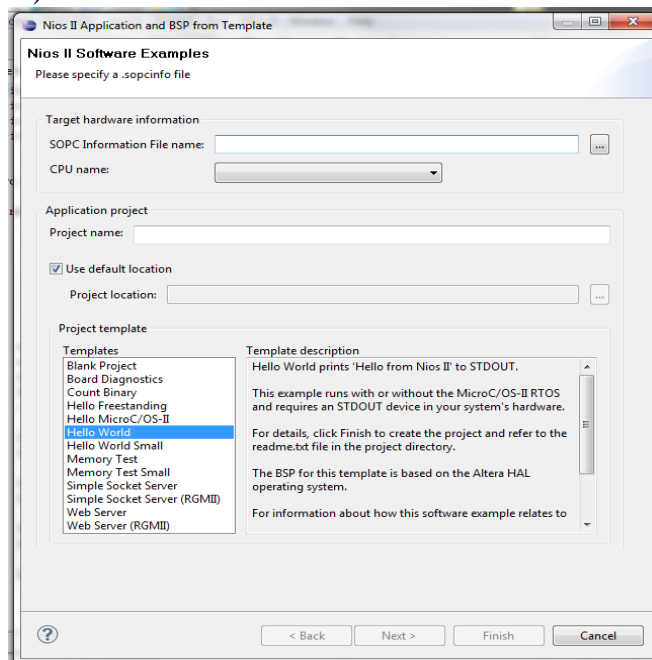 Nios II Application and BSP from Template
Nios II Software Examples
Please specify a .sopcinfo file
Target hardware information
SOPC Information File name:
...
CPU name:
Application project
Project name:
Use default location
Project location:
...
Project template
Templates
Blank Project
Board Diagnostics
Count Binary
Hello Freestanding
Hello MicroC/OS-II
Hello World
Hello World Small
Memory Test
Memory Test Small
Simple Socket Server
Simple Socket Server (RGMII)
Web Server
Web Server (RGMII)
Template description
Hello World prints 'Hello from Nios II' to STDOUT.
This example runs with or without the MicroC/OS-II RTOS
and requires an STDOUT device in your system's hardware.
For details, click Finish to create the project and refer to the
readme.txt file in the project directory.
The BSP for this template is based on the Altera HAL
operating system.
For information about how this software example relates to
?
< Back
Next >
Finish
Cancel